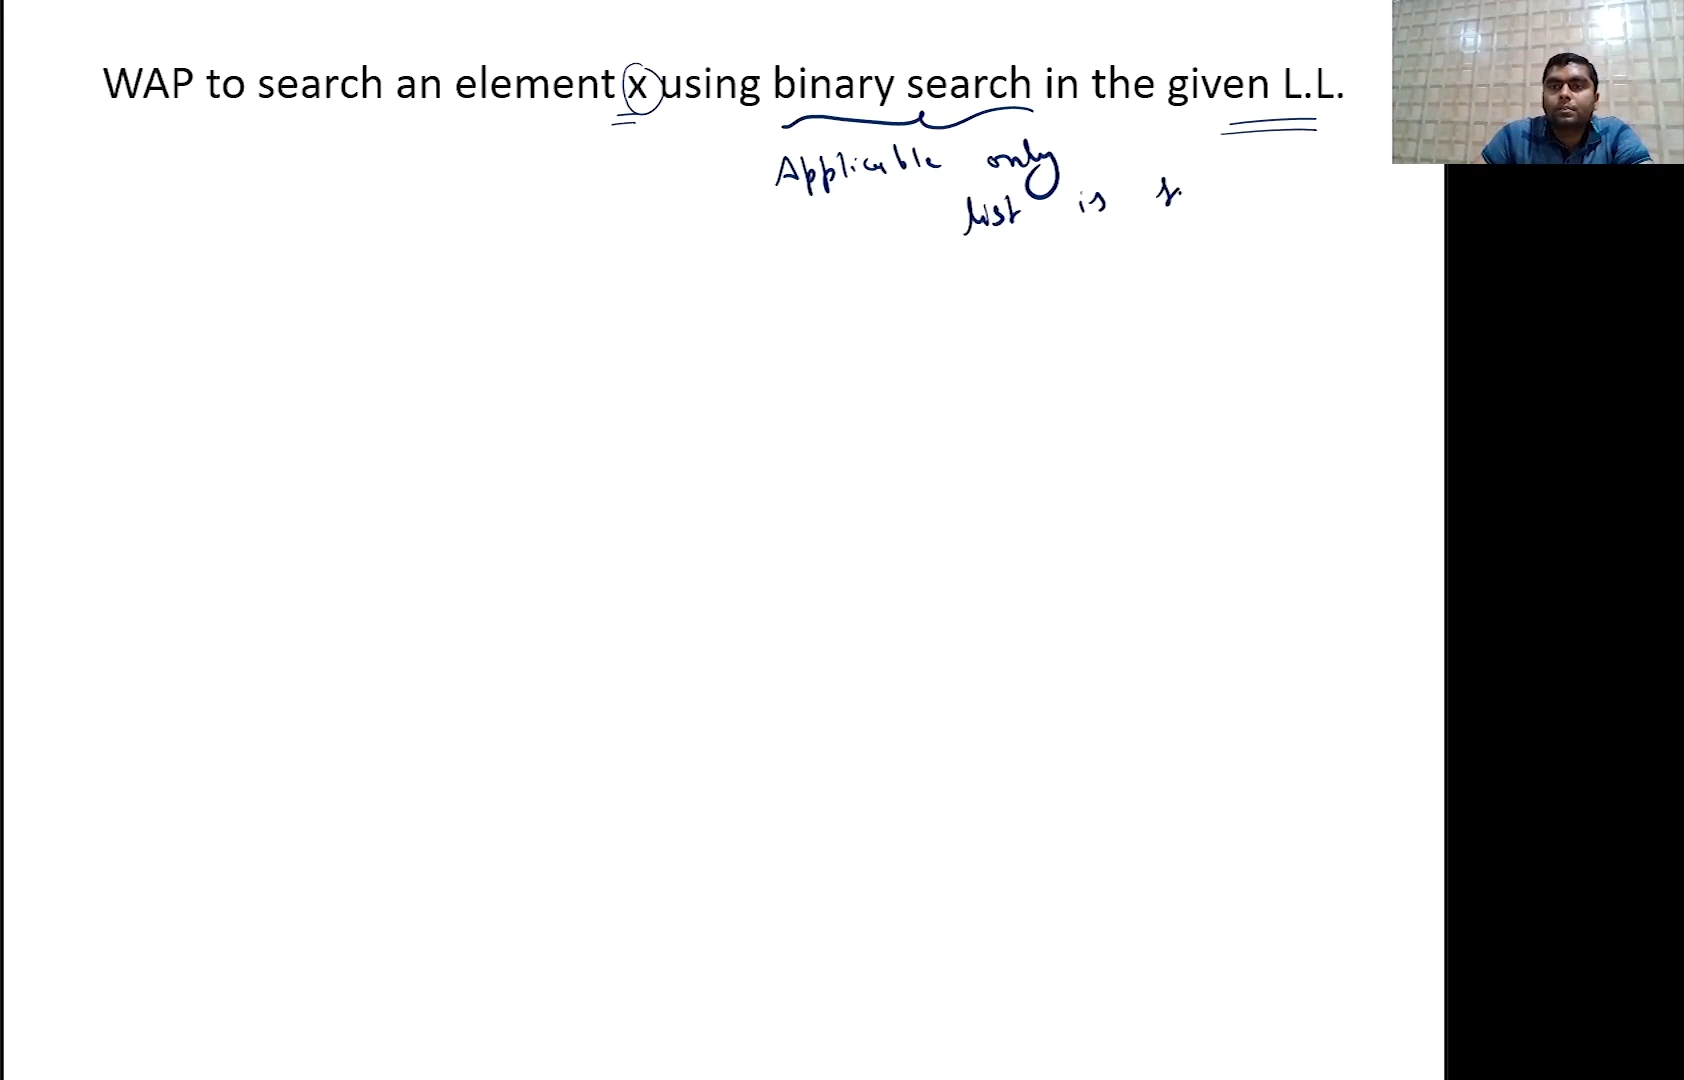 WAP to search an element x using binary search in the given L.L.
Applicable only
list is